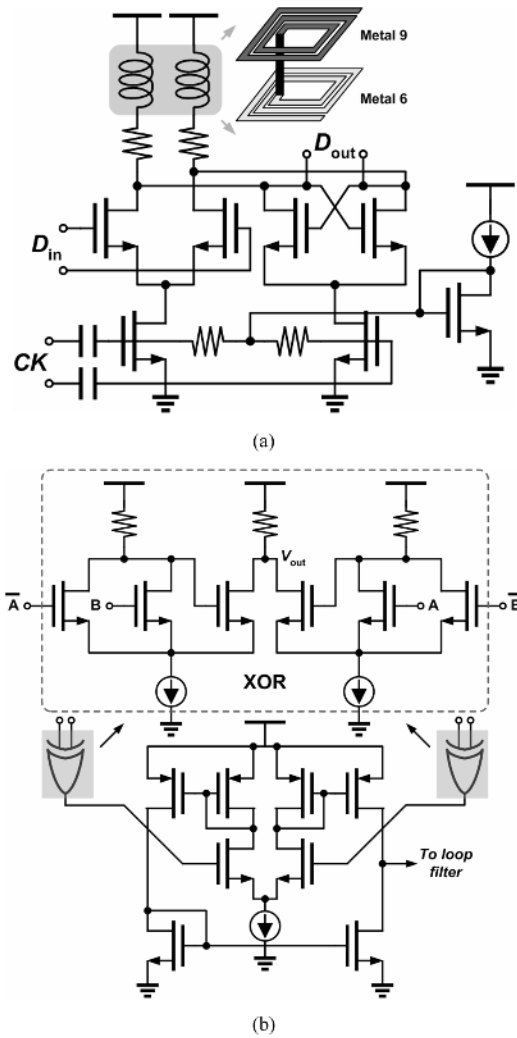 Metal 9
Metal 6
Dout
Din
CK
(a)
A
B
Vout
A
B
XOR
To loop
filter
(b)